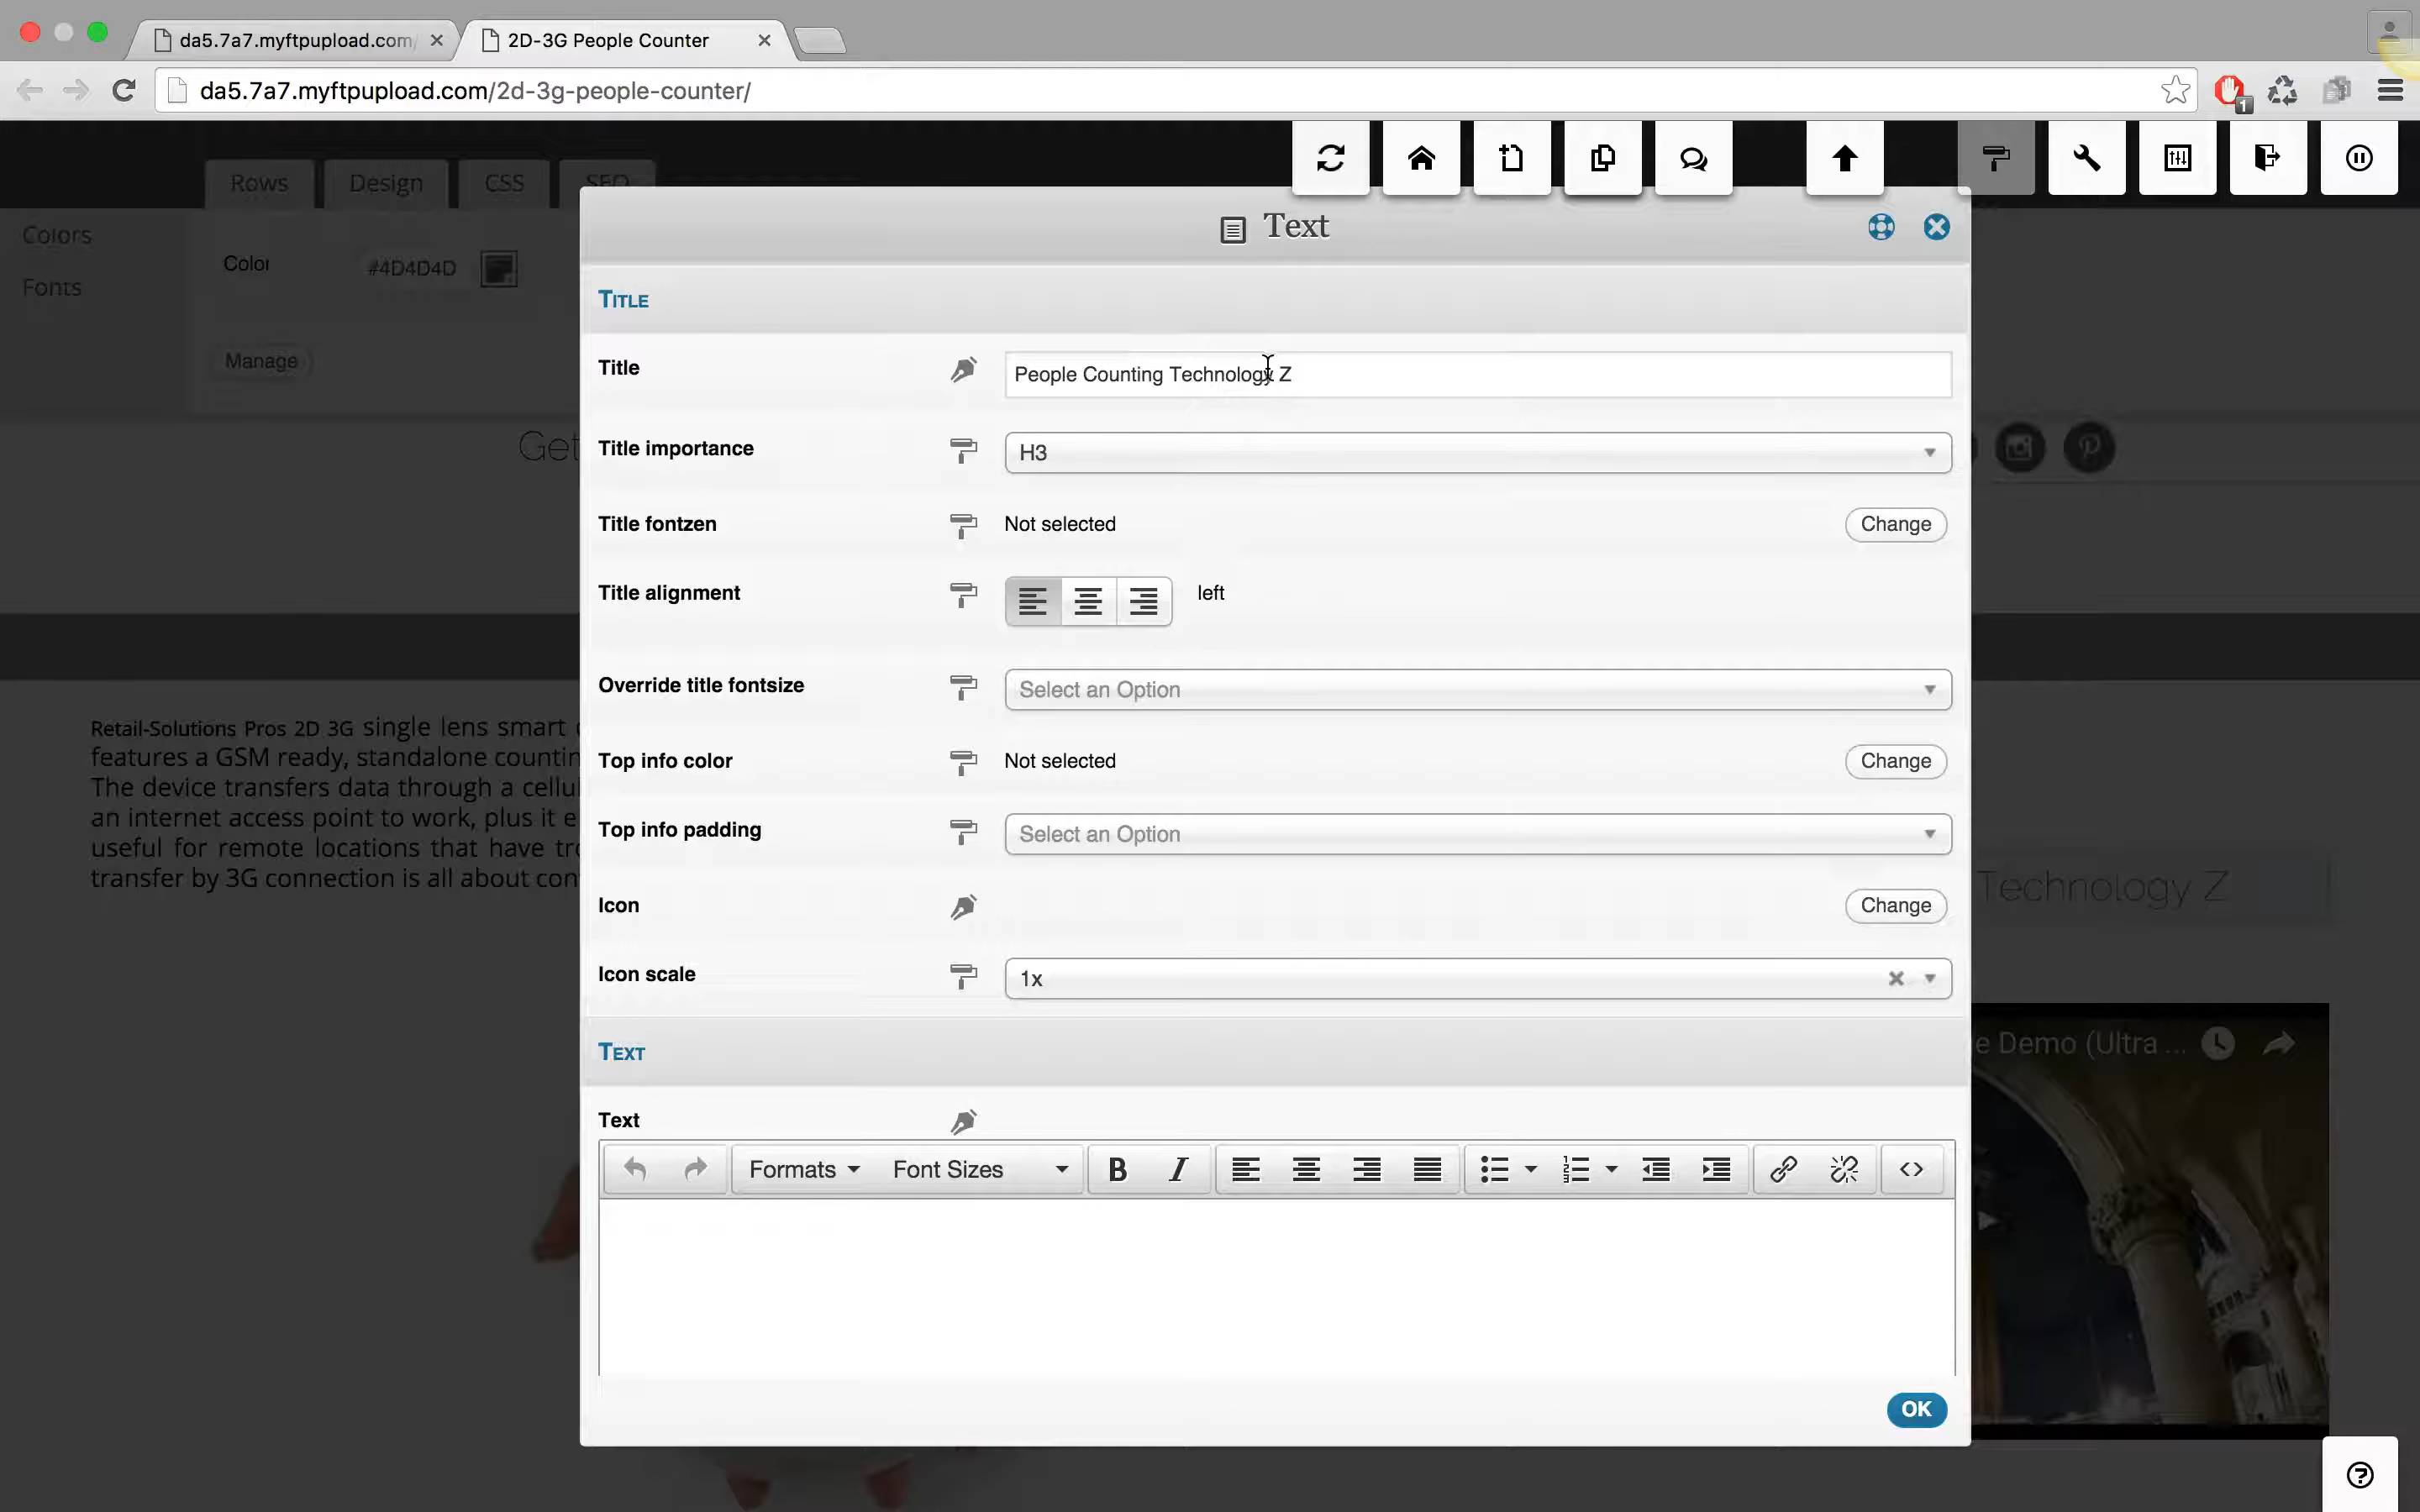 da5.7a7.myftpupload.com/
2D-3G People Counter
da5.7a7.myftpupload.com/2d-3g-people-counter/
1
Rows
Design
CSS
SEO
Text
Colors
Fonts
Color
#4D4D4D
Manage
Get
Title
Title
People Counting Technology Z
Title importance
H3
Title fontzen
Not selected
Change
Title alignment
left
Override title fontsize
Select an Option
Top info color
Not selected
Change
Top info padding
Select an Option
Icon
Change
Icon scale
1x
Retail-Solutions Pros 2D 3G single lens smart
features a GSM ready, standalone countin
The device transfers data through a cellu
an internet access point to work, plus it e
useful for remote locations that have tro
transfer by 3G connection is all about con
Technology Z
e Demo (Ultra ...
Text
Text
Formats
Font Sizes
B
I
OK